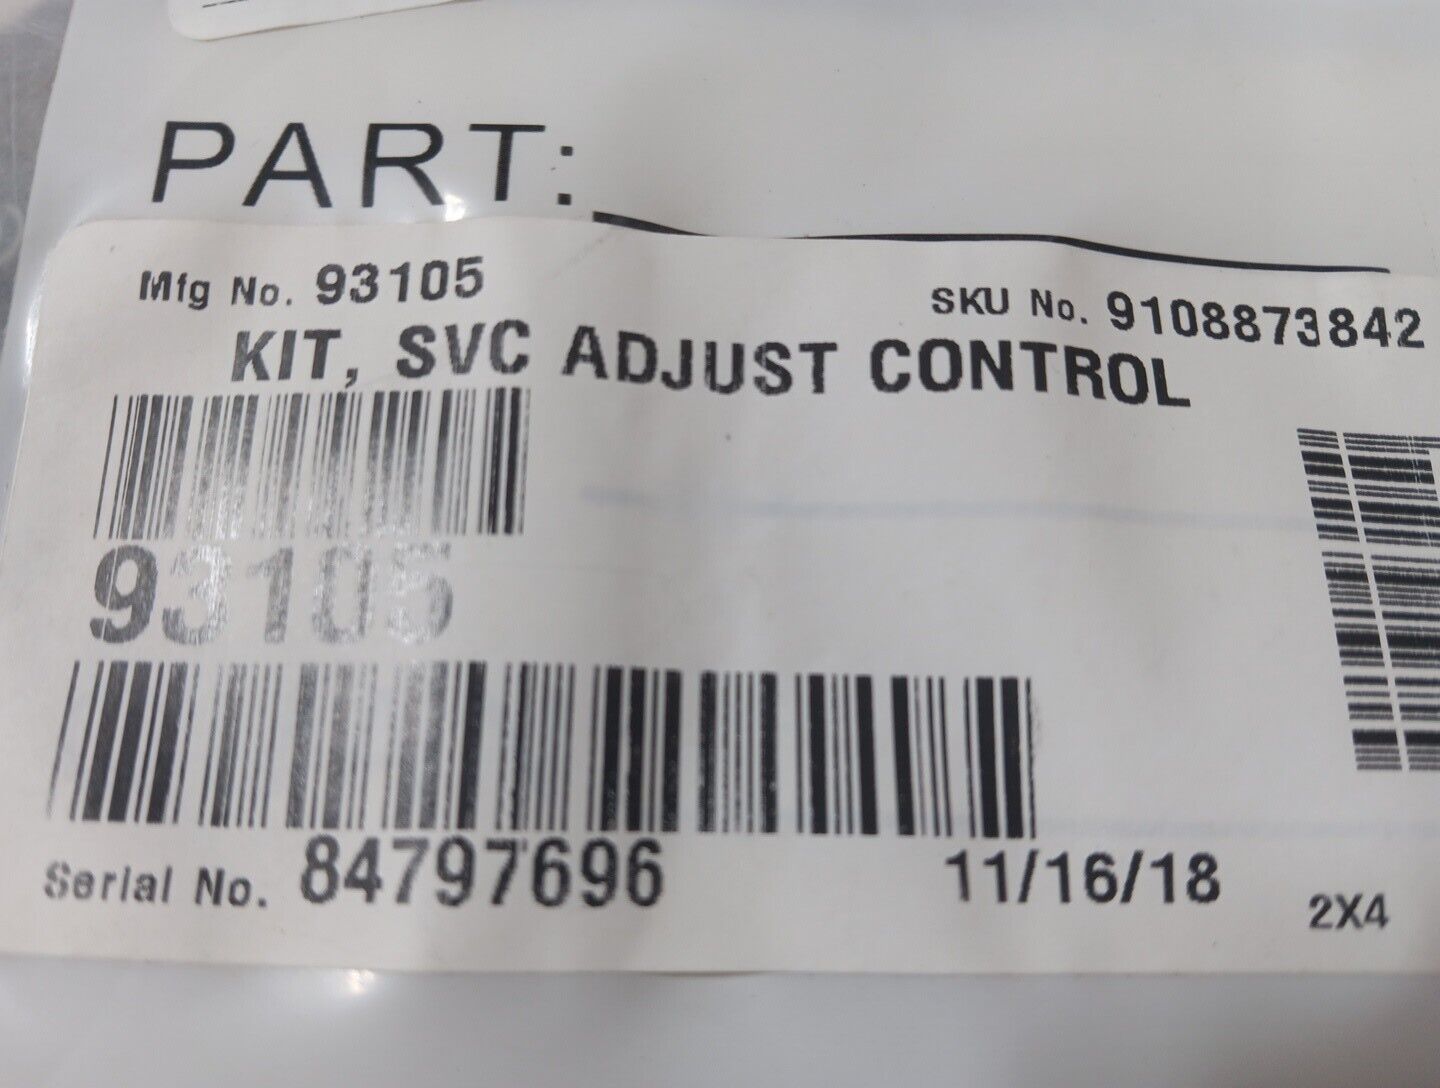 PART:
Mfg No. 93105
SKU No. 9108873842
KIT, SVC ADJUST CONTROL
93105
Serial No. 84797696
11/16/18
2X4